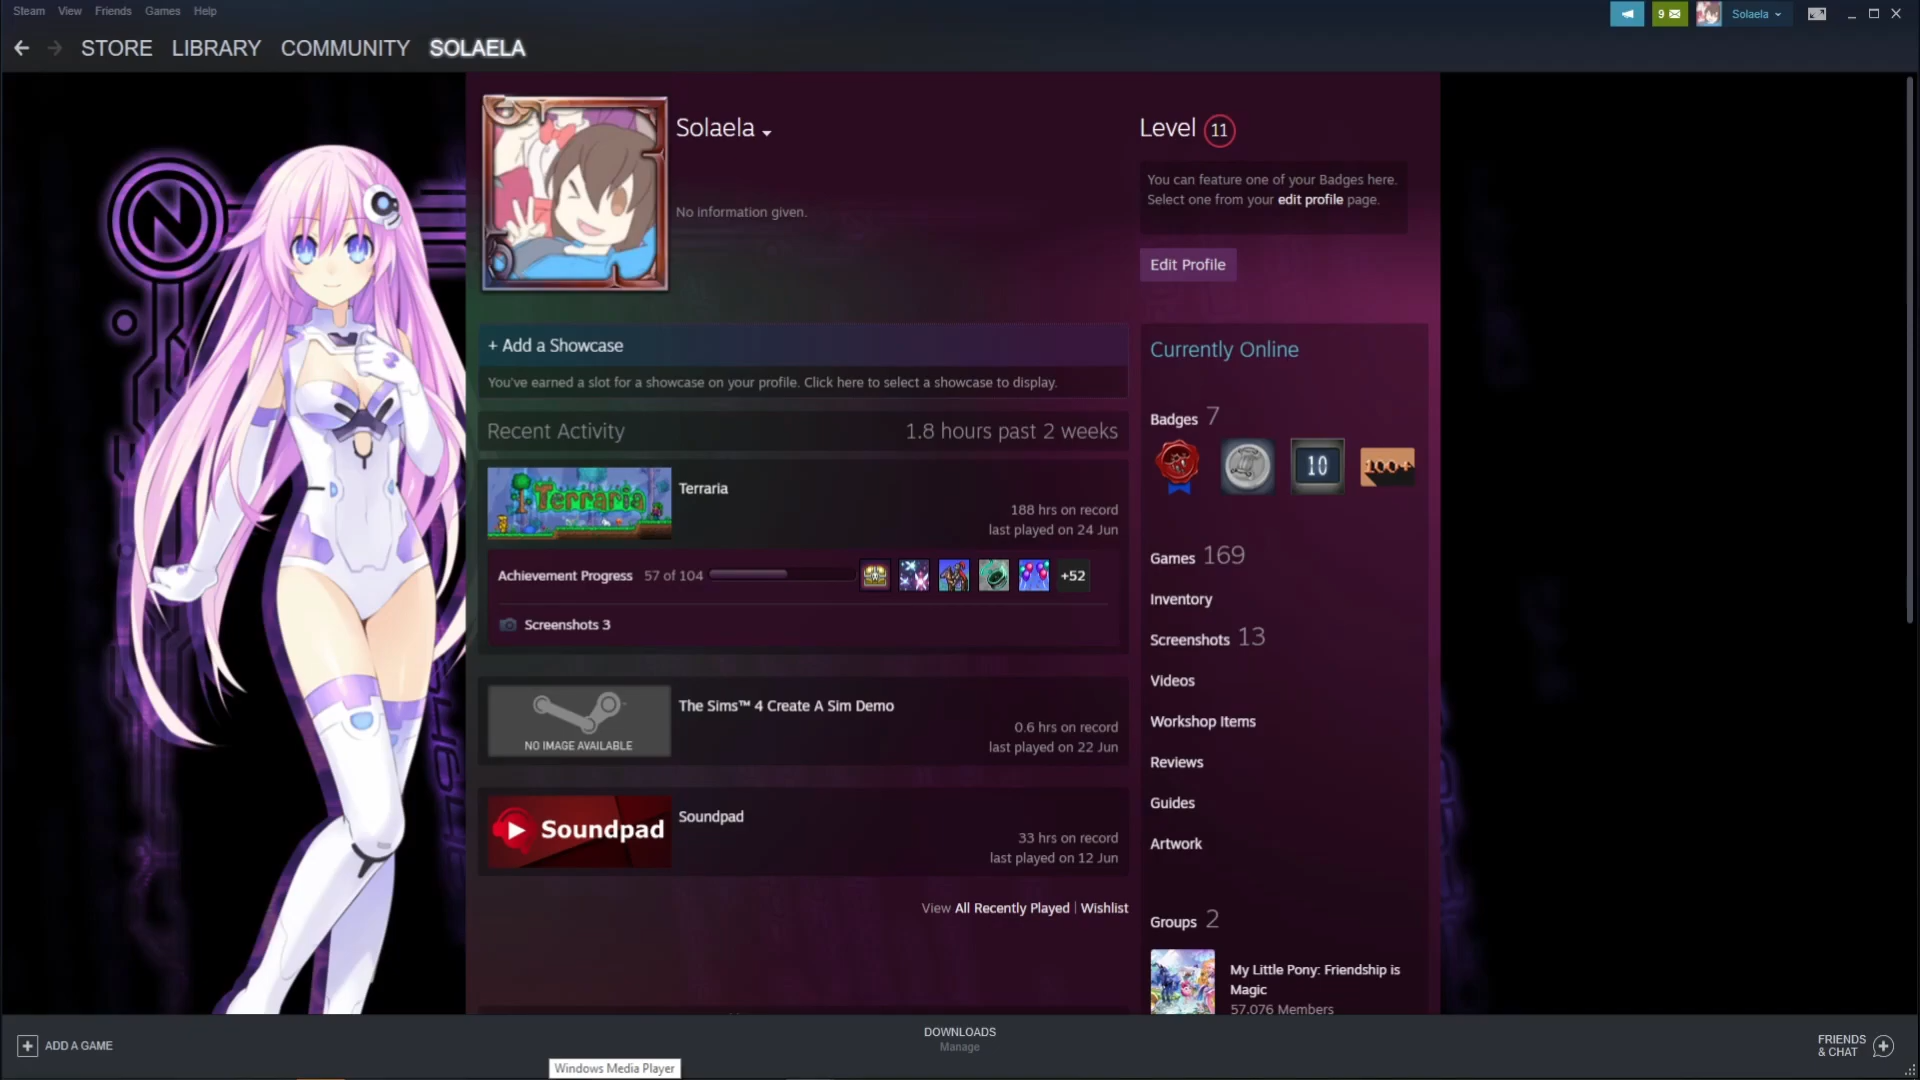 Steam View Friends Games Help
9
Solaela
STORE LIBRARY COMMUNITY SOLAELA
N
Solaela
No information given.
Level 11
You can feature one of your Badges here.
Select one from your edit profile page.
Edit Profile
+ Add a Showcase
You've earned a slot for a showcase on your profile. Click here to select a showcase to display.
Recent Activity
1.8 hours past 2 weeks
Terraria
Terraria
188 hrs on record
last played on 24 Jun
Achievement Progress 57 of 104
+52
Screenshots 3
NO IMAGE AVAILABLE
The Sims™ 4 Create A Sim Demo
0.6 hrs on record
last played on 22 Jun
Soundpad
Soundpad
33 hrs on record
last played on 12 Jun
View All Recently Played | Wishlist
Currently Online
Badges 7
10
100+
Games 169
Inventory
Screenshots 13
Videos
Workshop Items
Reviews
Guides
Artwork
Groups 2
My Little Pony: Friendship is
Magic
57,076 Members
+ ADD A GAME
DOWNLOADS
Manage
FRIENDS
& CHAT
Windows Media Player